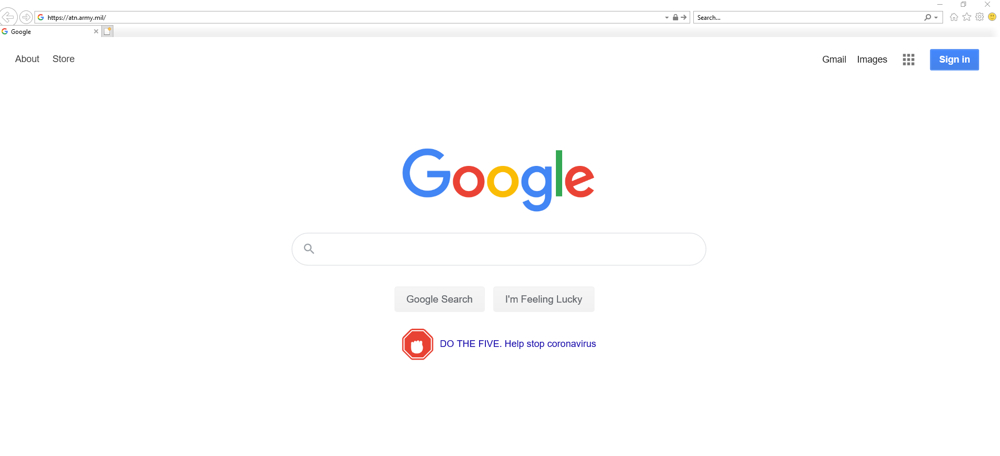 https://atn.army.mil/
Search...
Google
About Store
Gmail Images Sign in
Google
Google Search I'm Feeling Lucky
DO THE FIVE. Help stop coronavirus